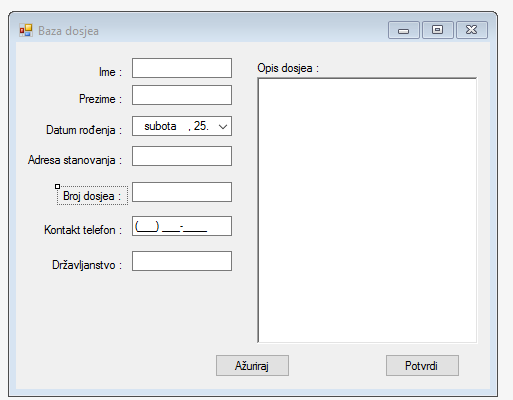 Baza dosjea
Ime :
Prezime :
Datum rođenja :
subota , 25.
Adresa stanovanja :
Broj dosjea :
Kontakt telefon :
(___) ___-____
Državljanstvo :
Opis dosjea :
Ažuriraj
Potvrdi